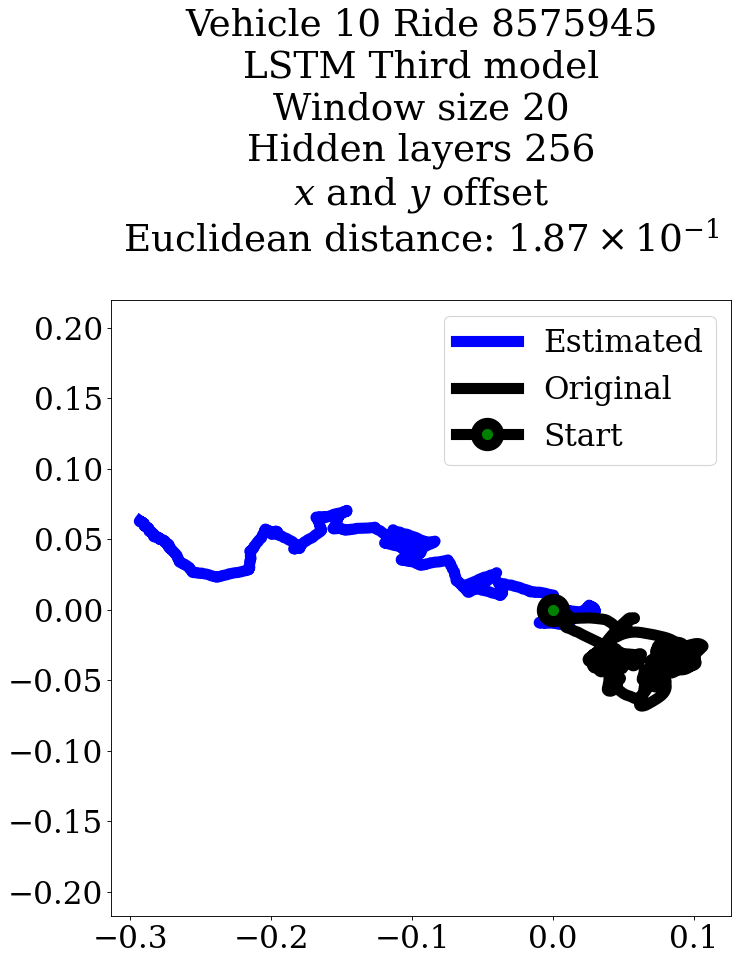 Vehicle 10 Ride 8575945
LSTM Third model
Window size 20
Hidden layers 256
x and y offset
Euclidean distance: 1.87 × 10⁻¹
Estimated
Original
Start
0.20
0.15
0.10
0.05
0.00
−0.05
−0.10
−0.15
−0.20
−0.3 −0.2 −0.1 0.0 0.1